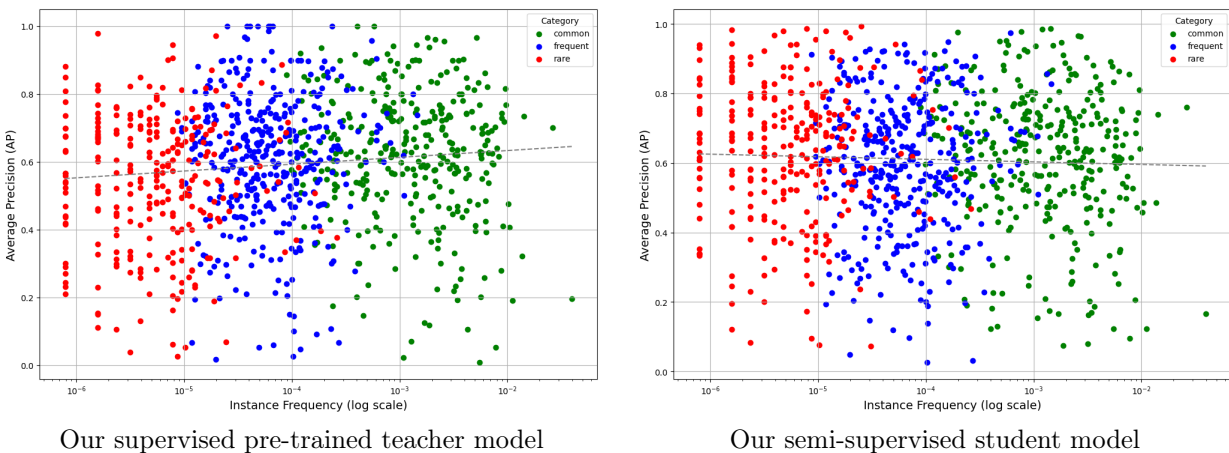 1.0
0.8
0.6
0.4
0.2
0.0
Average Precision (AP)
10⁻⁶ 10⁻⁵ 10⁻⁴ 10⁻³ 10⁻²
Instance Frequency (log scale)
Category
common
frequent
rare
Our supervised pre-trained teacher model
1.0
0.8
0.6
0.4
0.2
0.0
Average Precision (AP)
10⁻⁶ 10⁻⁵ 10⁻⁴ 10⁻³ 10⁻²
Instance Frequency (log scale)
Category
common
frequent
rare
Our semi-supervised student model